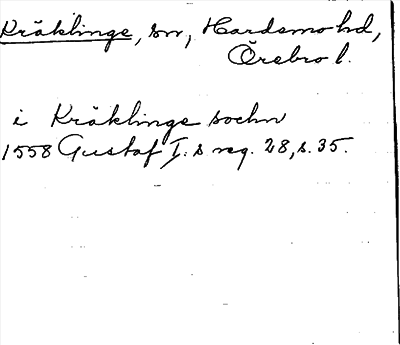 Kräklinge, sn, Hardemo hd,
Örebro l.
i Kräklinge sochn
1558 Gustaf I:s reg. 28, s. 35.